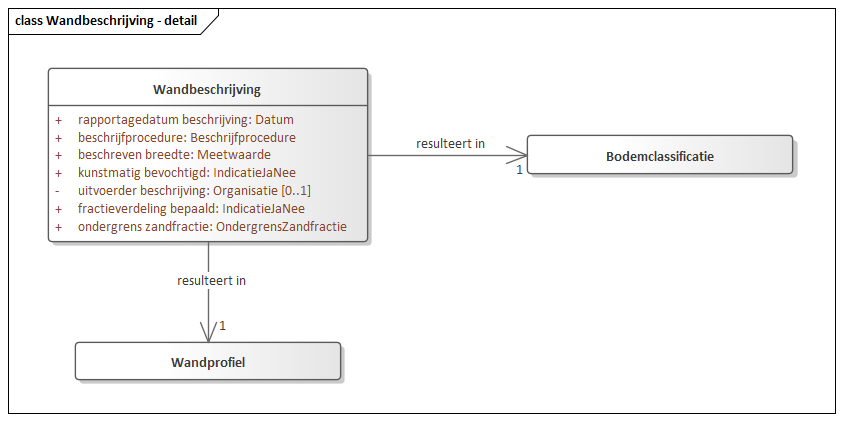 class Wandbeschrijving - detail
Wandbeschrijving
+ rapportagedatum beschrijving: Datum
+ beschrijfprocedure: Beschrijfprocedure
+ beschreven breedte: Meetwaarde
+ kunstmatig bevochtigd: IndicatieJaNee
- uitvoerder beschrijving: Organisatie [0..1]
+ fractieverdeling bepaald: IndicatieJaNee
+ ondergrens zandfractie: OndergrensZandfractie
resulteert in
1
Bodemclassificatie
resulteert in
1
Wandprofiel